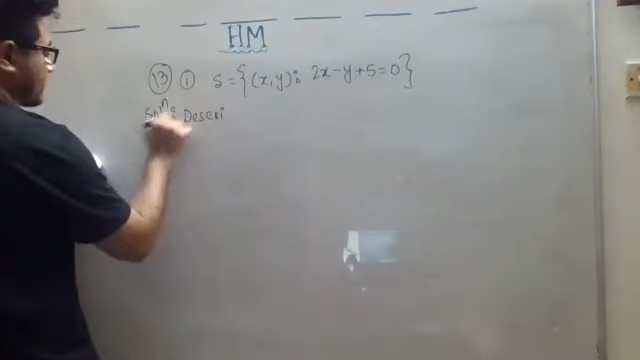 HM
13 1 S = {(x,y): 2x-y+5=0}
Soln: Descri